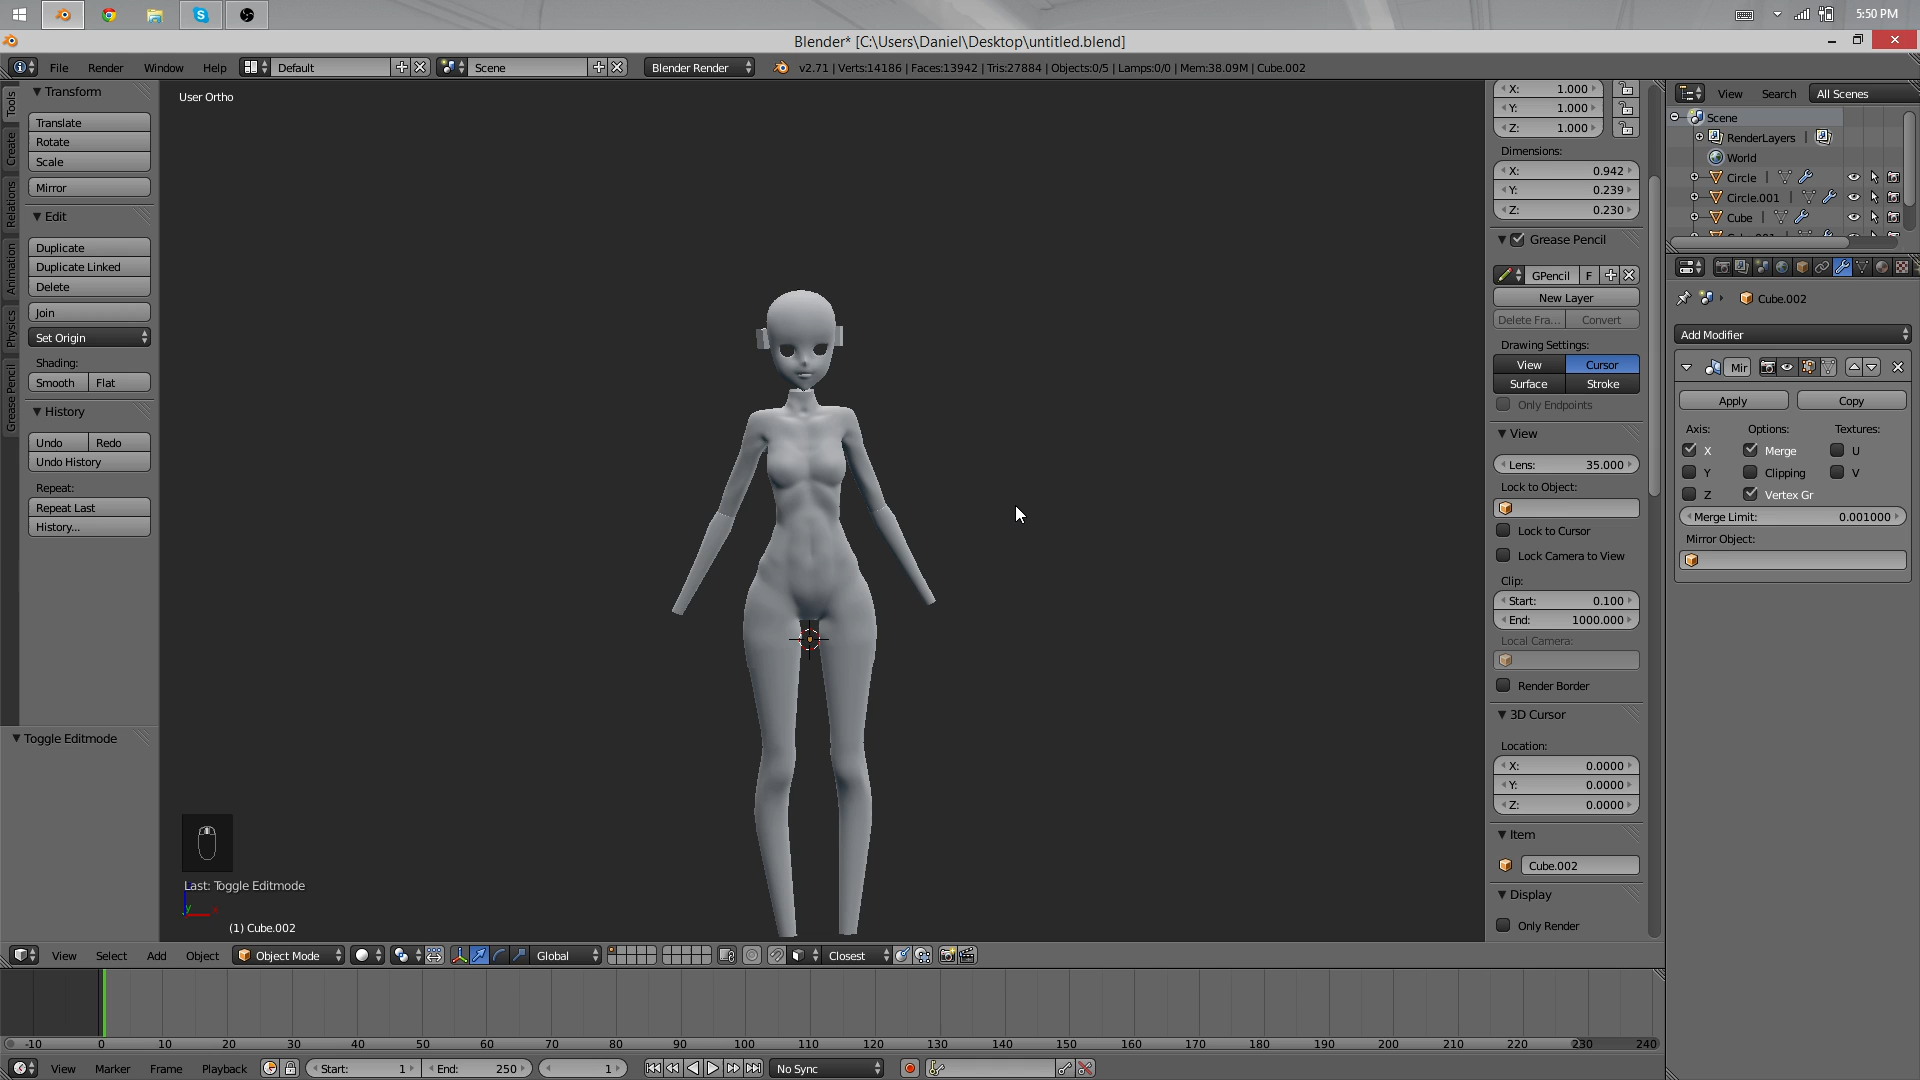 5:50 PM
Blender* [C:\Users\Daniel\Desktop\untitled.blend]
File Render Window Help Default Scene Blender Render v2.71 | Verts:14186 | Faces:13942 | Tris:27884 | Objects:0/5 | Lamps:0/0 | Mem:38.09M | Cube.002
Tools
Create
Relations
Animation
Physics
Grease Pencil
Transform
Translate
Rotate
Scale
Mirror
Edit
Duplicate
Duplicate Linked
Delete
Join
Set Origin
Shading:
Smooth Flat
History
Undo Redo
Undo History
Repeat:
Repeat Last
History...
Toggle Editmode
User Ortho
Last: Toggle Editmode
(1) Cube.002
X: 1.000
Y: 1.000
Z: 1.000
Dimensions:
X: 0.942
Y: 0.239
Z: 0.230
Grease Pencil
GPencil F
New Layer
Delete Fra... Convert
Drawing Settings:
View Cursor
Surface Stroke
Only Endpoints
View
Lens: 35.000
Lock to Object:
Lock to Cursor
Lock Camera to View
Clip:
Start: 0.100
End: 1000.000
Local Camera:
Render Border
3D Cursor
Location:
X: 0.0000
Y: 0.0000
Z: 0.0000
Item
Cube.002
Display
Only Render
View Search All Scenes
Scene
RenderLayers |
World
Circle |
Circle.001 |
Cube |
Cube.002
Add Modifier
Mir
Apply Copy
Axis: Options: Textures:
X Merge U
Y Clipping V
Z Vertex Gr
Merge Limit: 0.001000
Mirror Object:
View Select Add Object Object Mode Global Closest
-10 0 10 20 30 40 50 60 70 80 90 100 110 120 130 140 150 160 170 180 190 200 210 220 230 240
View Marker Frame Playback Start: 1 End: 250 1 No Sync